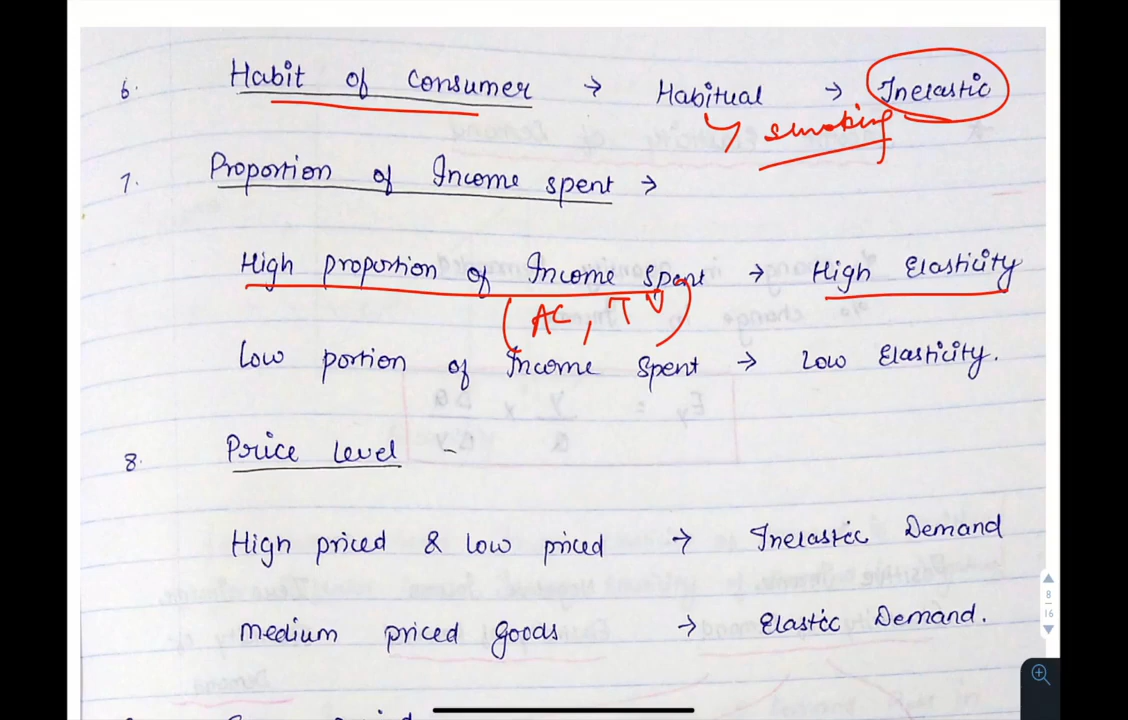 6. Habit of consumer → Habitual → Inelastic
smoking
7. Proportion of Income spent →
High proportion of Income spent → High Elasticity
(AC, TV)
Low portion of Income Spent → Low Elasticity.
8. Price Level -
High priced & low priced → Inelastic Demand
medium priced goods → Elastic Demand.
8
16